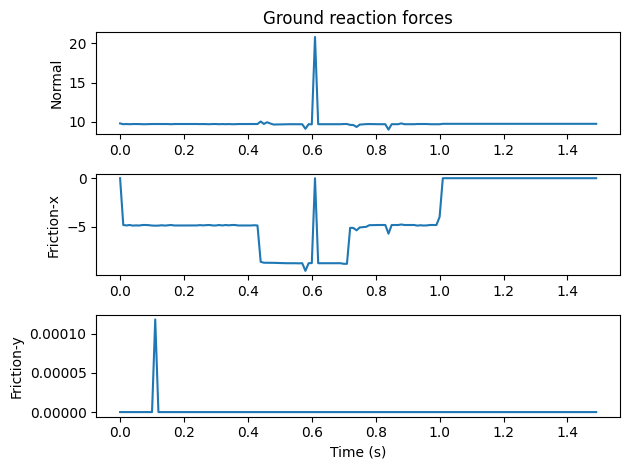 Ground reaction forces
Normal
20
15
10
0.0 0.2 0.4 0.6 0.8 1.0 1.2 1.4
Friction-x
0
−5
0.0 0.2 0.4 0.6 0.8 1.0 1.2 1.4
Friction-y
0.00010
0.00005
0.00000
0.0 0.2 0.4 0.6 0.8 1.0 1.2 1.4
Time (s)